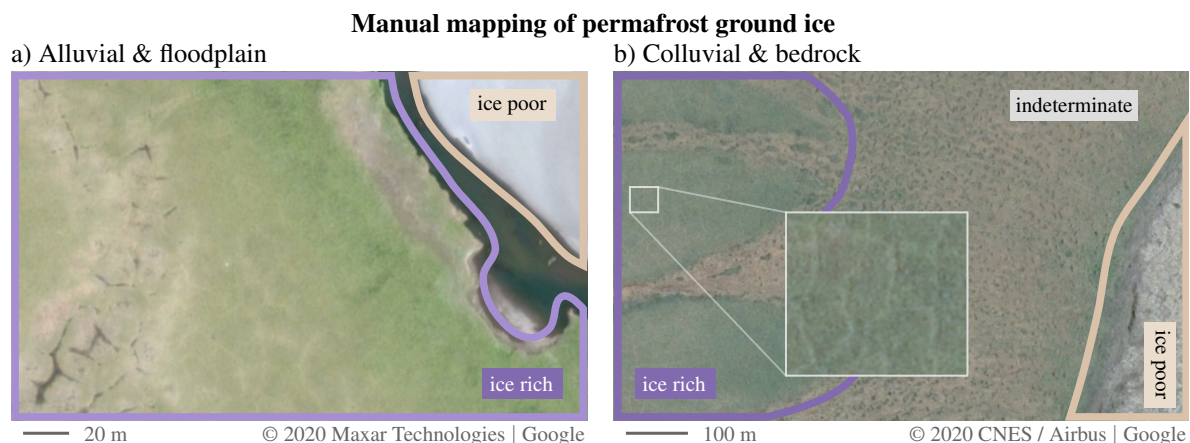 Manual mapping of permafrost ground ice
a) Alluvial & floodplain
b) Colluvial & bedrock
ice poor
indeterminate
ice rich
ice rich
ice poor
20 m
© 2020 Maxar Technologies | Google
100 m
© 2020 CNES / Airbus | Google